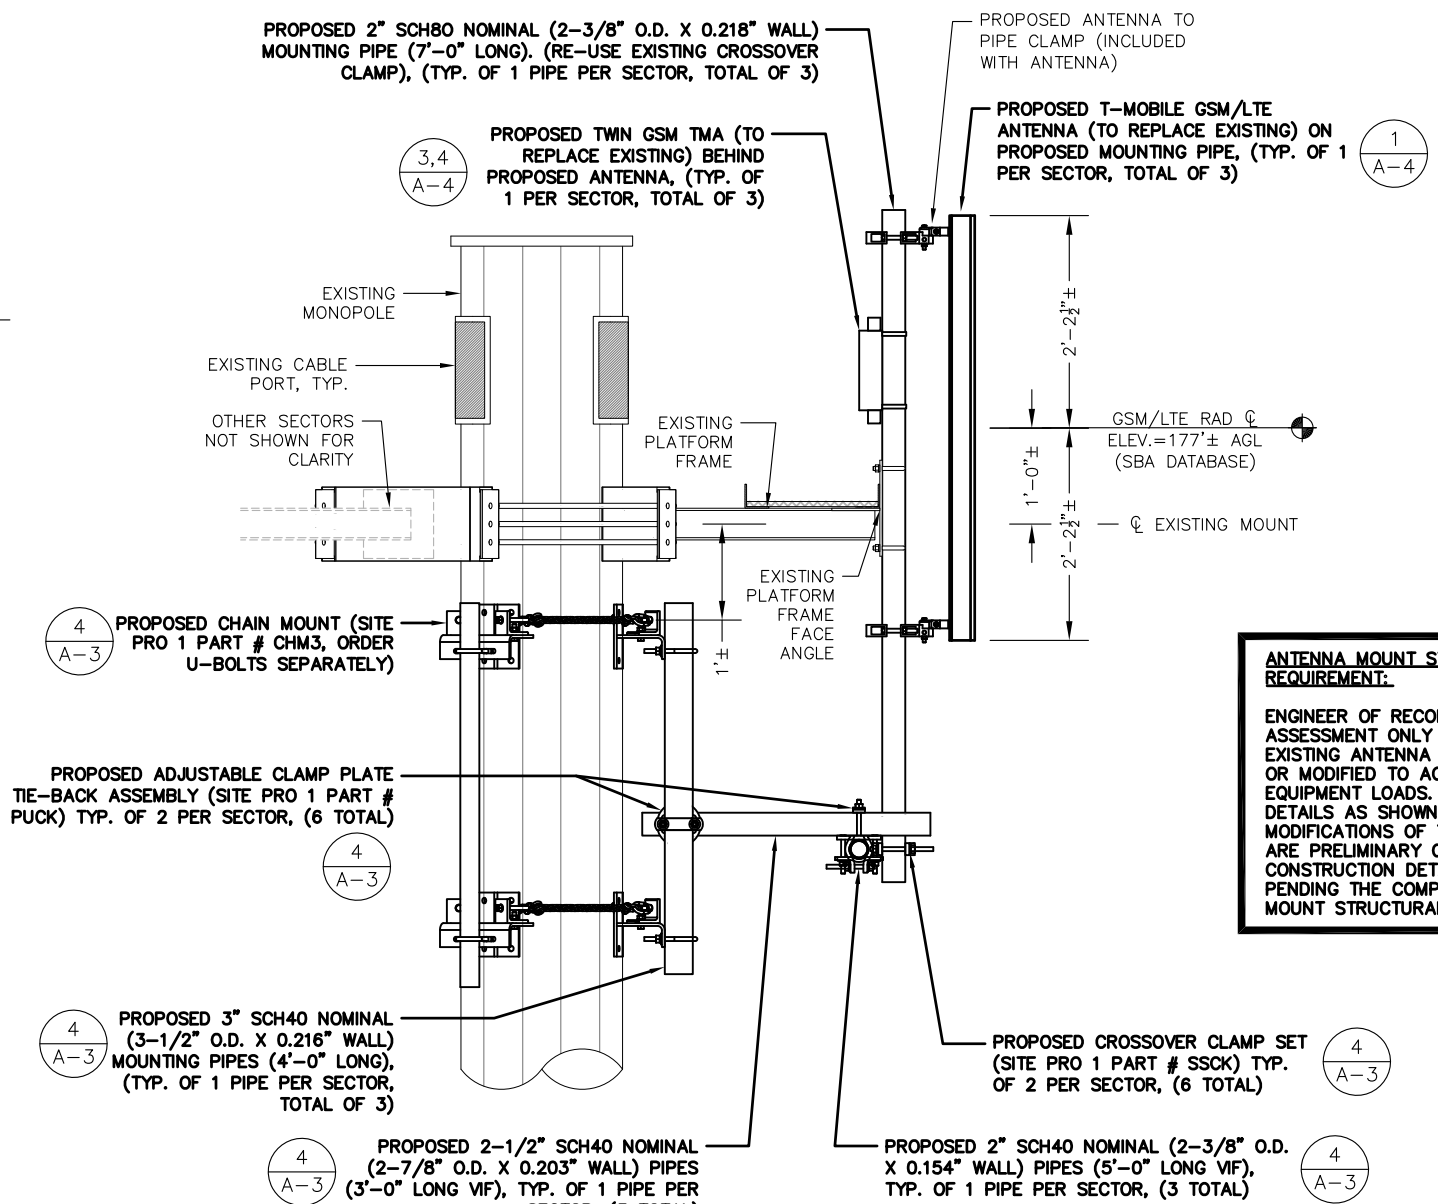 PROPOSED 2" SCH80 NOMINAL (2-3/8" O.D. X 0.218" WALL)
MOUNTING PIPE (7'-0" LONG). (RE-USE EXISTING CROSSOVER
CLAMP), (TYP. OF 1 PIPE PER SECTOR, TOTAL OF 3)
PROPOSED ANTENNA TO
PIPE CLAMP (INCLUDED
WITH ANTENNA)
PROPOSED TWIN GSM TMA (TO
REPLACE EXISTING) BEHIND
PROPOSED ANTENNA, (TYP. OF
1 PER SECTOR, TOTAL OF 3)
3,4
A-4
PROPOSED T-MOBILE GSM/LTE
ANTENNA (TO REPLACE EXISTING) ON
PROPOSED MOUNTING PIPE, (TYP. OF 1
PER SECTOR, TOTAL OF 3)
1
A-4
EXISTING
MONOPOLE
EXISTING CABLE
PORT, TYP.
OTHER SECTORS
NOT SHOWN FOR
CLARITY
EXISTING
PLATFORM
FRAME
2'-2½"±
GSM/LTE RAD ℄
ELEV.=177'± AGL
(SBA DATABASE)
1'-0"±
2'-2½"±
℄ EXISTING MOUNT
EXISTING
PLATFORM
FRAME
FACE
ANGLE
1'±
4
A-3
PROPOSED CHAIN MOUNT (SITE
PRO 1 PART # CHM3, ORDER
U-BOLTS SEPARATELY)
ANTENNA MOUNT
REQUIREMENT:
ENGINEER OF
ASSESSMENT ONLY
EXISTING ANTENNA
OR MODIFIED TO
EQUIPMENT LOADS.
DETAILS AS SHOWN
MODIFICATIONS OF
ARE PRELIMINARY
CONSTRUCTION
PENDING THE
MOUNT
PROPOSED ADJUSTABLE CLAMP PLATE
TIE-BACK ASSEMBLY (SITE PRO 1 PART #
PUCK) TYP. OF 2 PER SECTOR, (6 TOTAL)
4
A-3
4
A-3
PROPOSED 3" SCH40 NOMINAL
(3-1/2" O.D. X 0.216" WALL)
MOUNTING PIPES (4'-0" LONG),
(TYP. OF 1 PIPE PER SECTOR,
TOTAL OF 3)
PROPOSED CROSSOVER CLAMP SET
(SITE PRO 1 PART # SSCK) TYP.
OF 2 PER SECTOR, (6 TOTAL)
4
A-3
4
A-3
PROPOSED 2-1/2" SCH40 NOMINAL
(2-7/8" O.D. X 0.203" WALL) PIPES
(3'-0" LONG VIF), TYP. OF 1 PIPE PER
PROPOSED 2" SCH40 NOMINAL (2-3/8" O.D.
X 0.154" WALL) PIPES (5'-0" LONG VIF),
TYP. OF 1 PIPE PER SECTOR, (3 TOTAL)
4
A-3